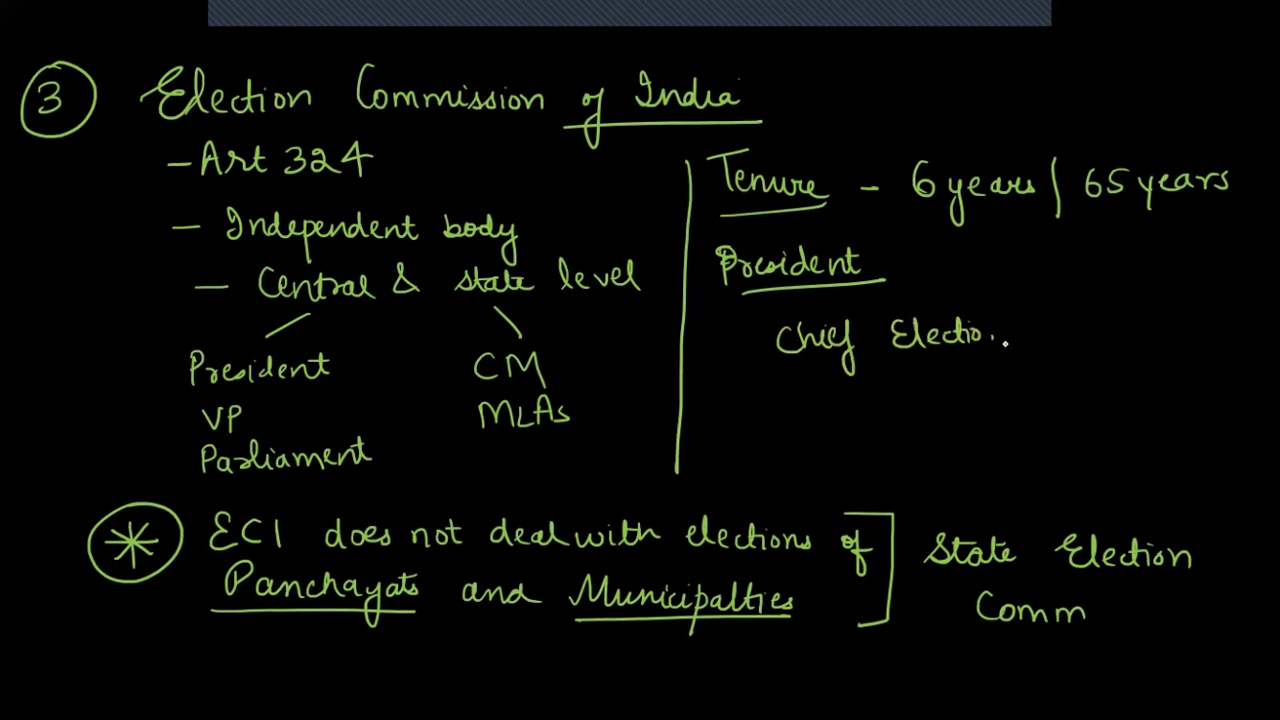 3 Election Commission of India
- Art 324
- Independent body
- Central & state level
President CM
VP MLAs
Parliament
Tenure - 6 years | 65 years
President
Chief Electio..
* ECI does not deal with elections of
Panchayats and Municipalties
State Election
Comm